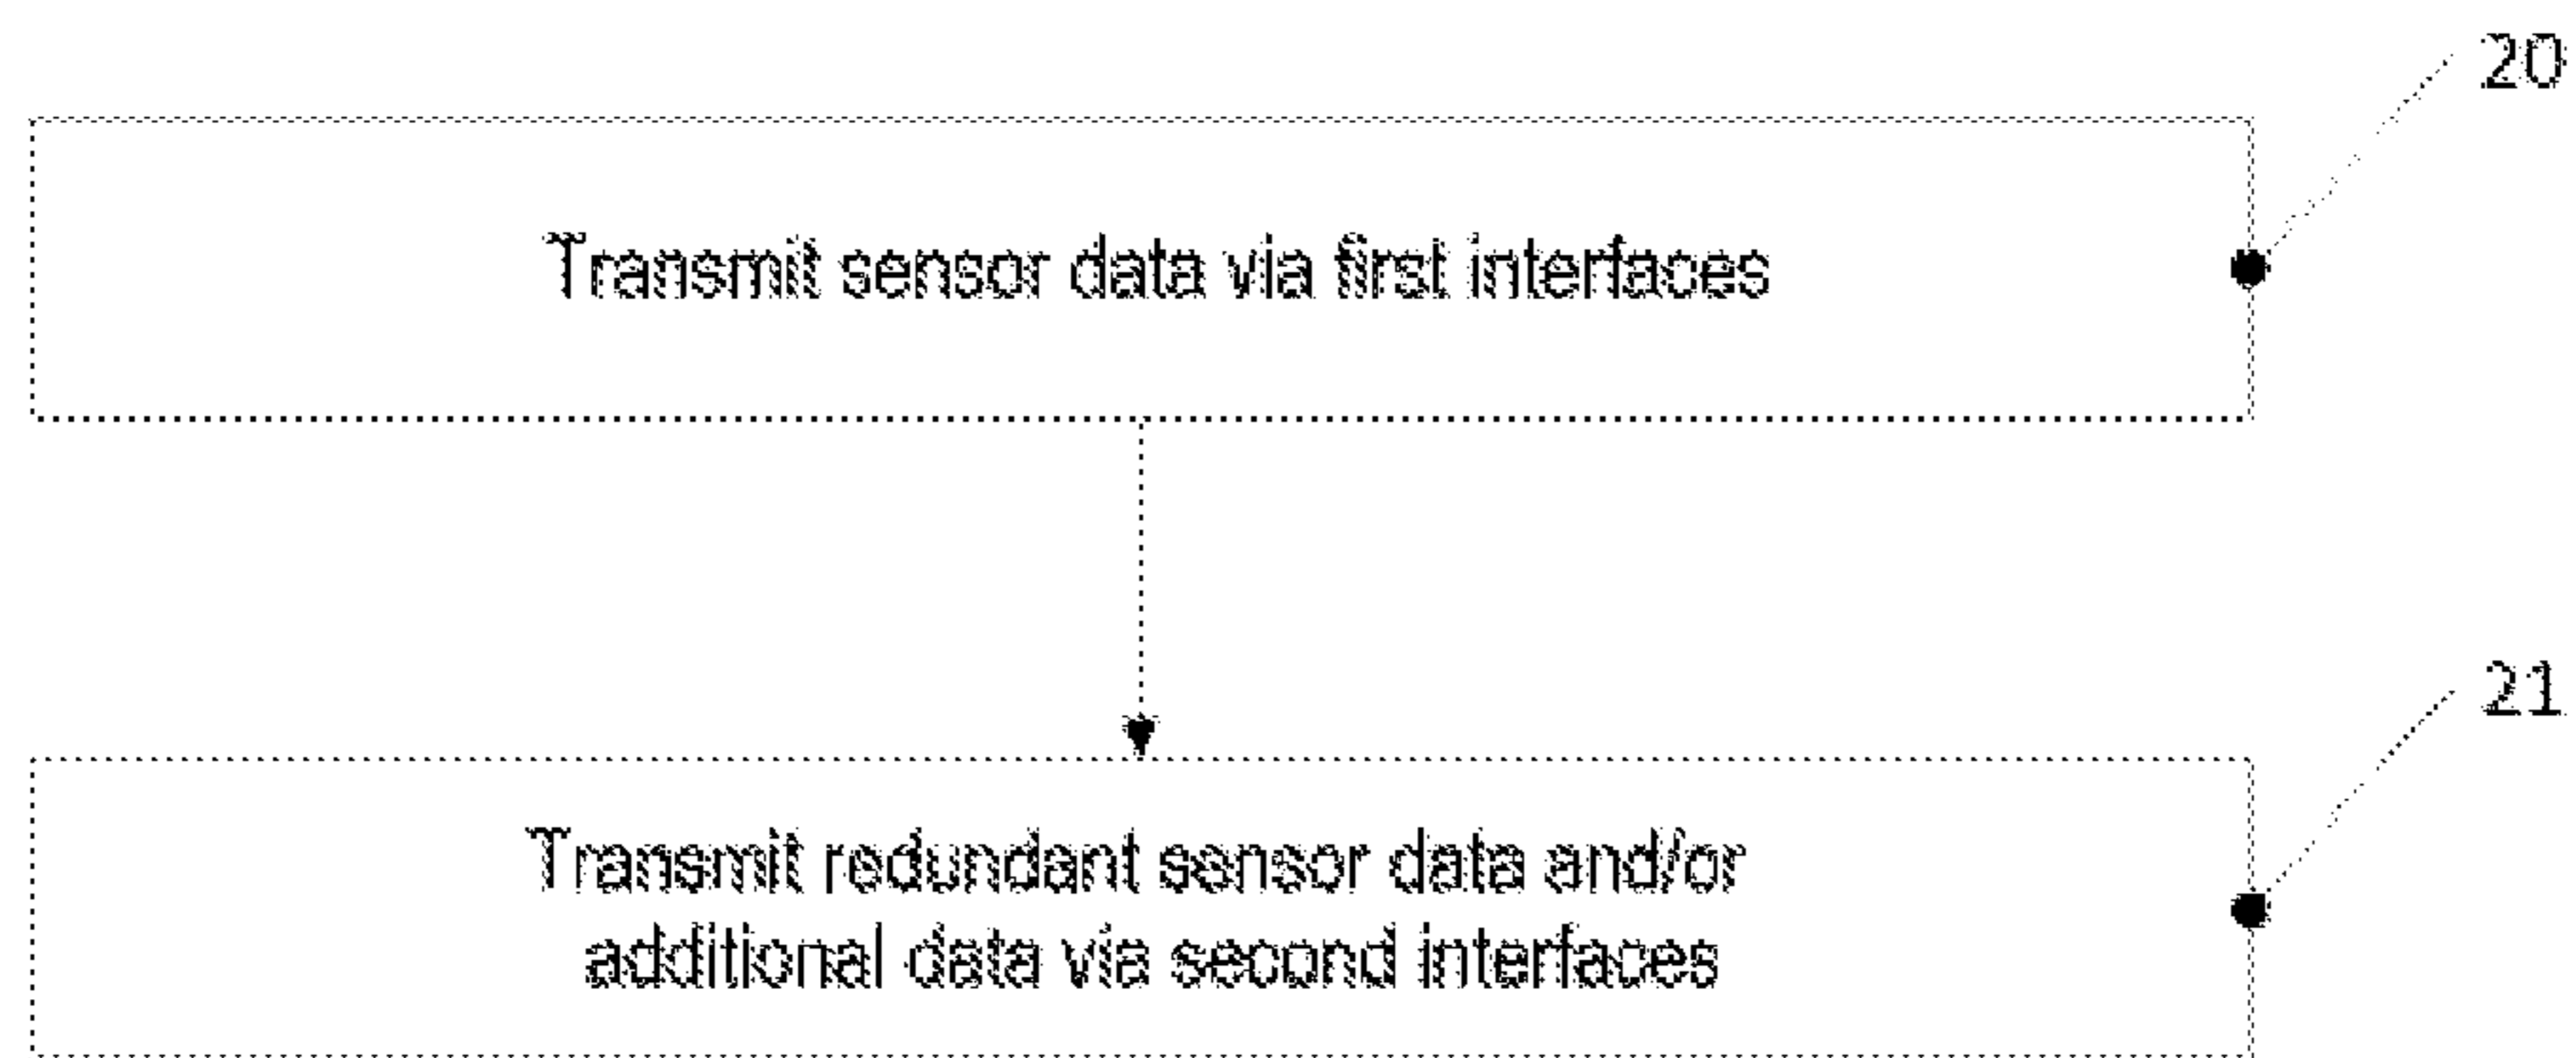 20
Transmit sensor data via first interfaces
21
Transmit redundant sensor data and/or
additional data via second interfaces